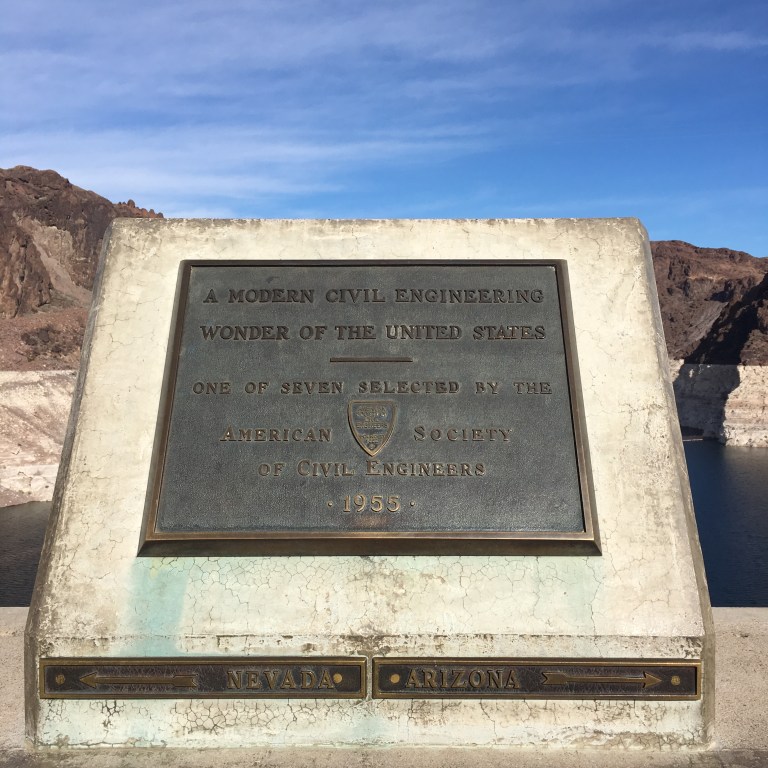 A MODERN CIVIL ENGINEERING
WONDER OF THE UNITED STATES
ONE OF SEVEN SELECTED BY THE
AMERICAN SOCIETY
OF CIVIL ENGINEERS
· 1955 ·
NEVADA ARIZONA